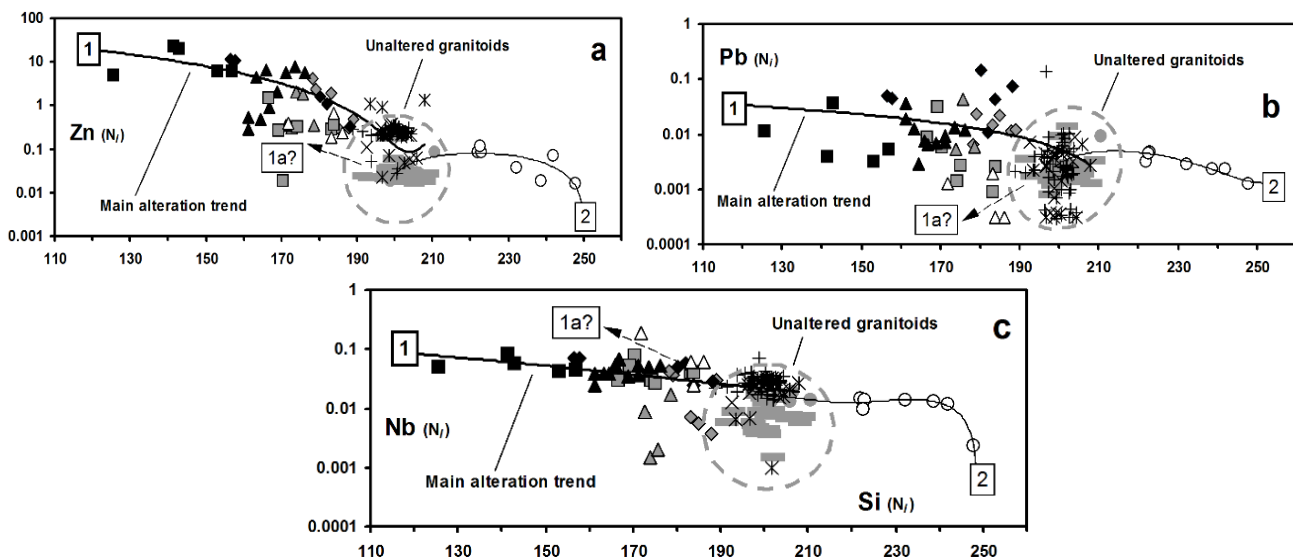 100
10
1
0.1
0.01
0.001
1
Zn (Nᵢ)
Unaltered granitoids
a
1a?
Main alteration trend
2
110 130 150 170 190 210 230 250
1
0.1
0.01
0.001
0.0001
Pb (Nᵢ)
1
Unaltered granitoids
b
Main alteration trend
1a?
2
110 130 150 170 190 210 230 250
1
0.1
0.01
0.001
0.0001
1a?
Unaltered granitoids
c
1
Nb (Nᵢ)
Main alteration trend
Si (Nᵢ)
2
110 130 150 170 190 210 230 250